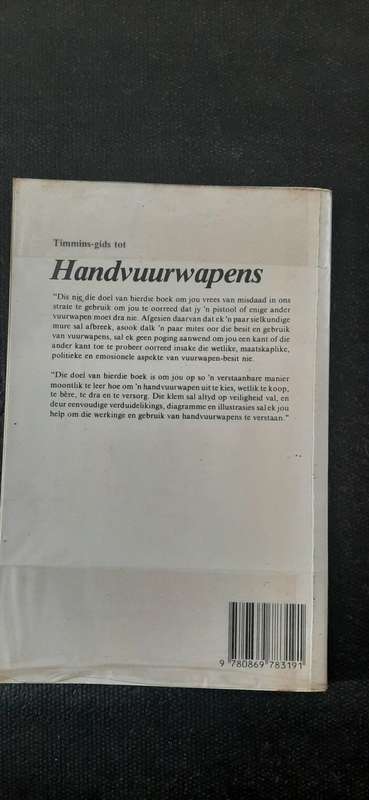 Timmins-gids tot
Handvuurwapens
"Dis nie die doel van hierdie boek om jou vrees van misdaad in ons
strate te gebruik om jou te oorreed dat jy 'n pistool of enige ander
vuurwapen moet dra nie. Afgesien daarvan dat ek 'n paar sielkundige
mure sal afbreek, asook dalk 'n paar mites oor die besit en gebruik
van vuurwapens, sal ek geen poging aanwend om jou een kant of die
ander kant toe te probeer oorreed insake die wetlike, maatskaplike,
politieke en emosionele aspekte van vuurwapen-besit nie.
"Die doel van hierdie boek is om jou op so 'n verstaanbare manier
moontlik te leer hoe om 'n handvuurwapen uit te kies, wetlik te koop,
te bêre, te dra en te versorg. Die klem sal altyd op veiligheid val, en
deur eenvoudige verduidelikings, diagramme en illustrasies sal ek jou
help om die werkinge en gebruik van handvuurwapens te verstaan."
9 780869 783191